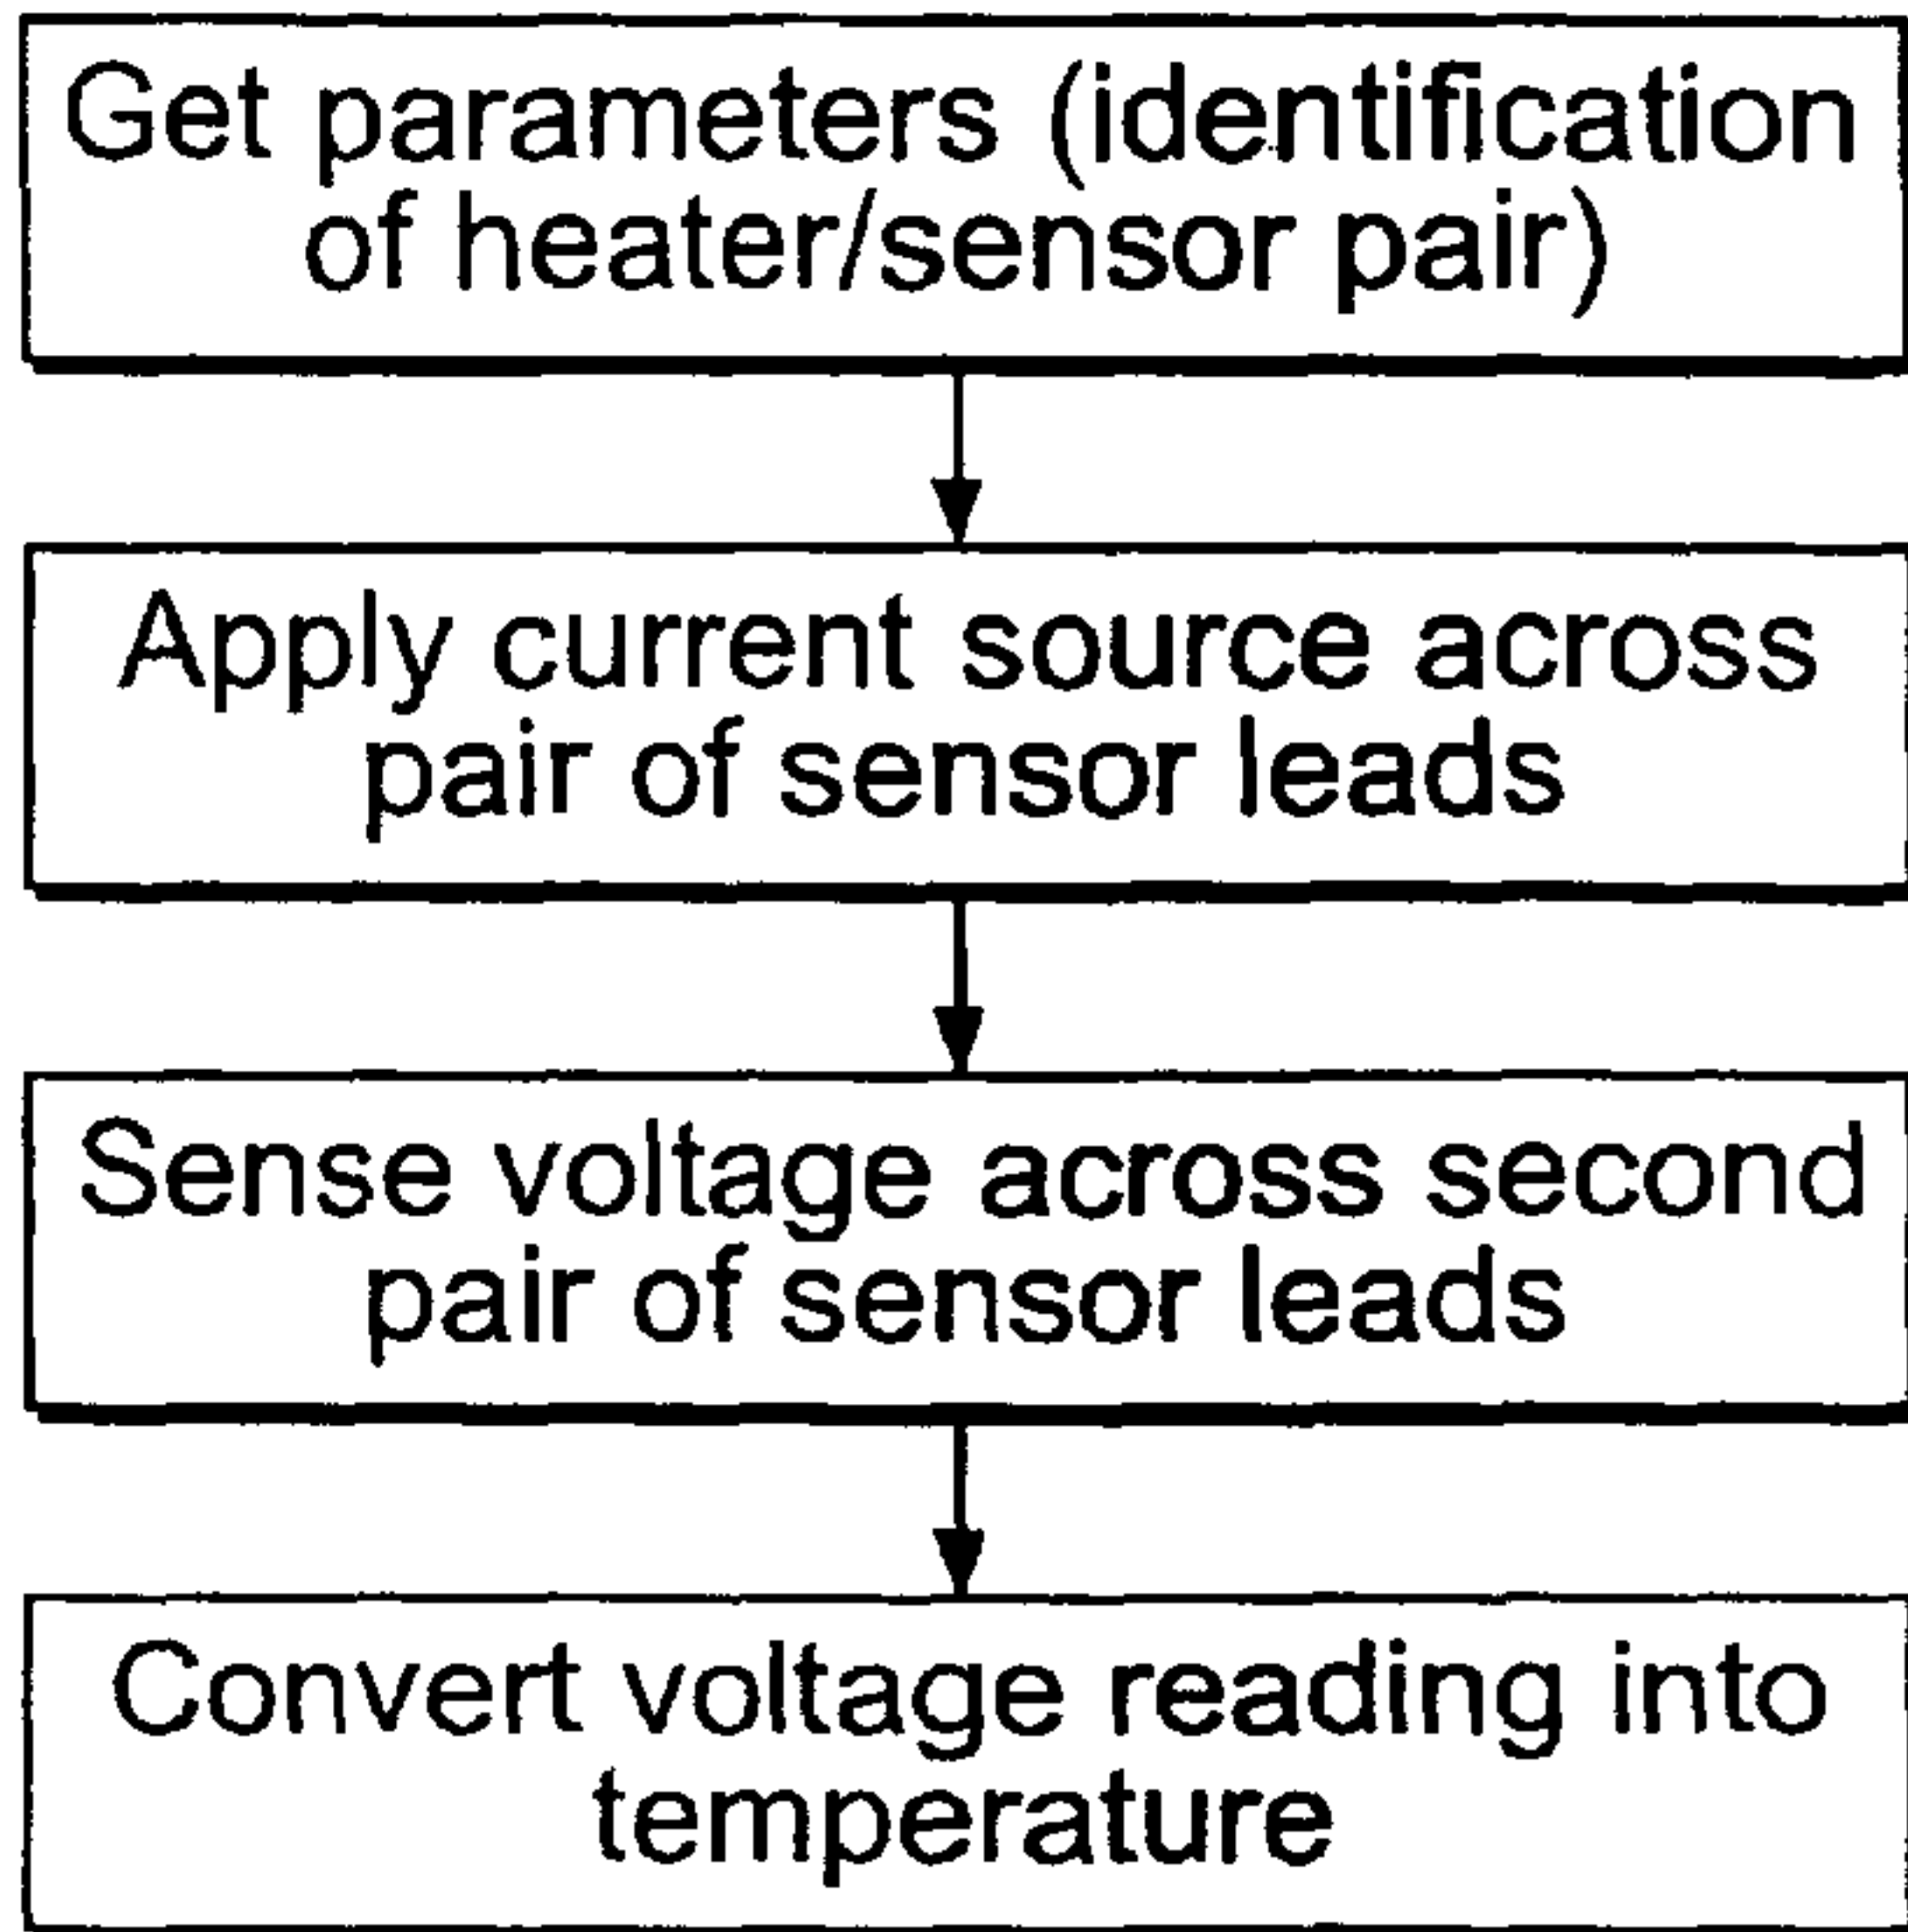 Get parameters (identification
of heater/sensor pair)
Apply current source across
pair of sensor leads
Sense voltage across second
pair of sensor leads
Convert voltage reading into
temperature